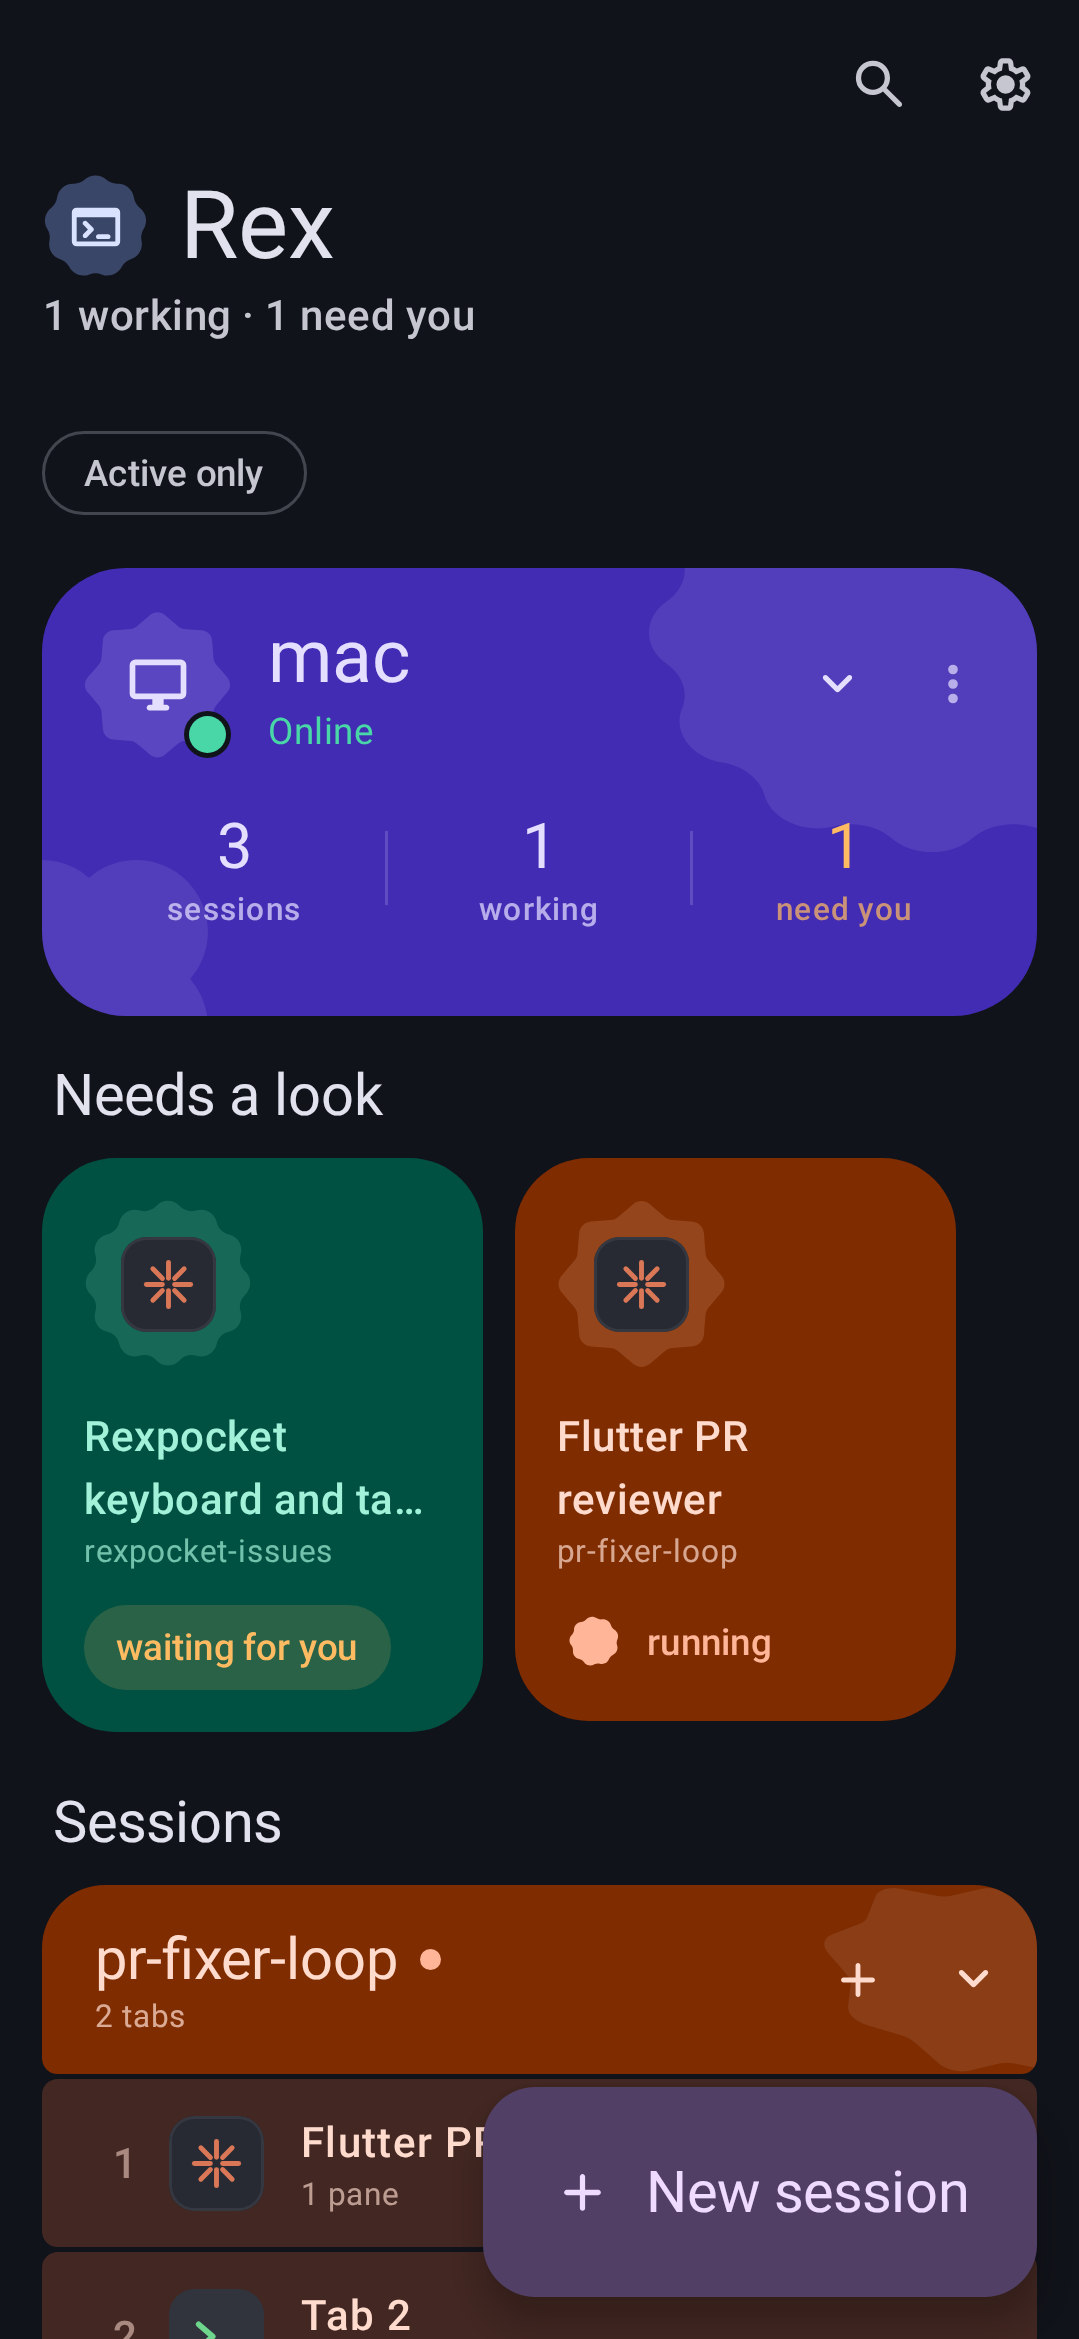 Rex
1 working · 1 need you
Active only
mac
Online
3
sessions
1
working
1
need you
Needs a look
Rexpocket
keyboard and ta…
rexpocket-issues
waiting for you
Flutter PR
reviewer
pr-fixer-loop
running
Sessions
pr-fixer-loop
2 tabs
1
Flutter PR
1 pane
New session
2
Tab 2